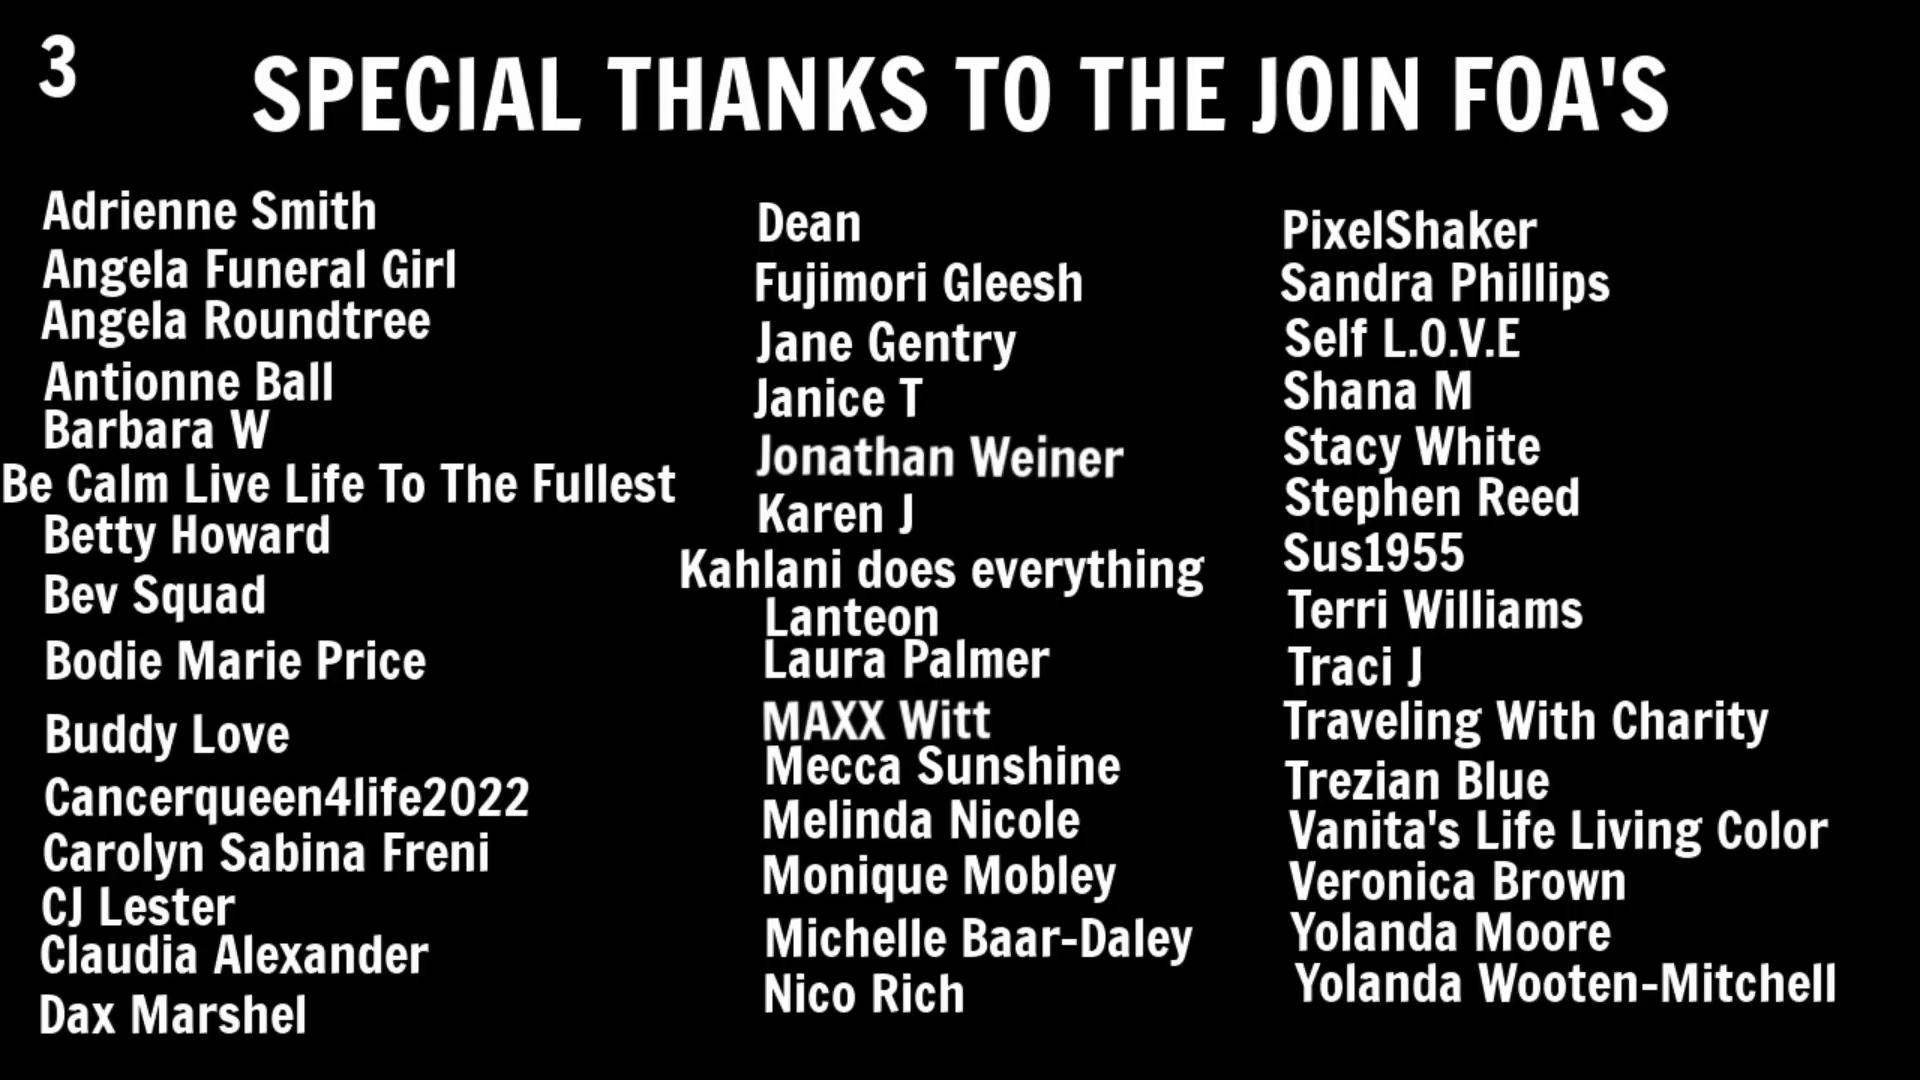 3
SPECIAL THANKS TO THE JOIN FOA'S
Adrienne Smith
Angela Funeral Girl
Angela Roundtree
Antionne Ball
Barbara W
Be Calm Live Life To The Fullest
Betty Howard
Bev Squad
Bodie Marie Price
Buddy Love
Cancerqueen4life2022
Carolyn Sabina Freni
CJ Lester
Claudia Alexander
Dax Marshel
Dean
Fujimori Gleesh
Jane Gentry
Janice T
Jonathan Weiner
Karen J
Kahlani does everything
Lanteon
Laura Palmer
MAXX Witt
Mecca Sunshine
Melinda Nicole
Monique Mobley
Michelle Baar-Daley
Nico Rich
PixelShaker
Sandra Phillips
Self L.O.V.E
Shana M
Stacy White
Stephen Reed
Sus1955
Terri Williams
Traci J
Traveling With Charity
Trezian Blue
Vanita's Life Living Color
Veronica Brown
Yolanda Moore
Yolanda Wooten-Mitchell